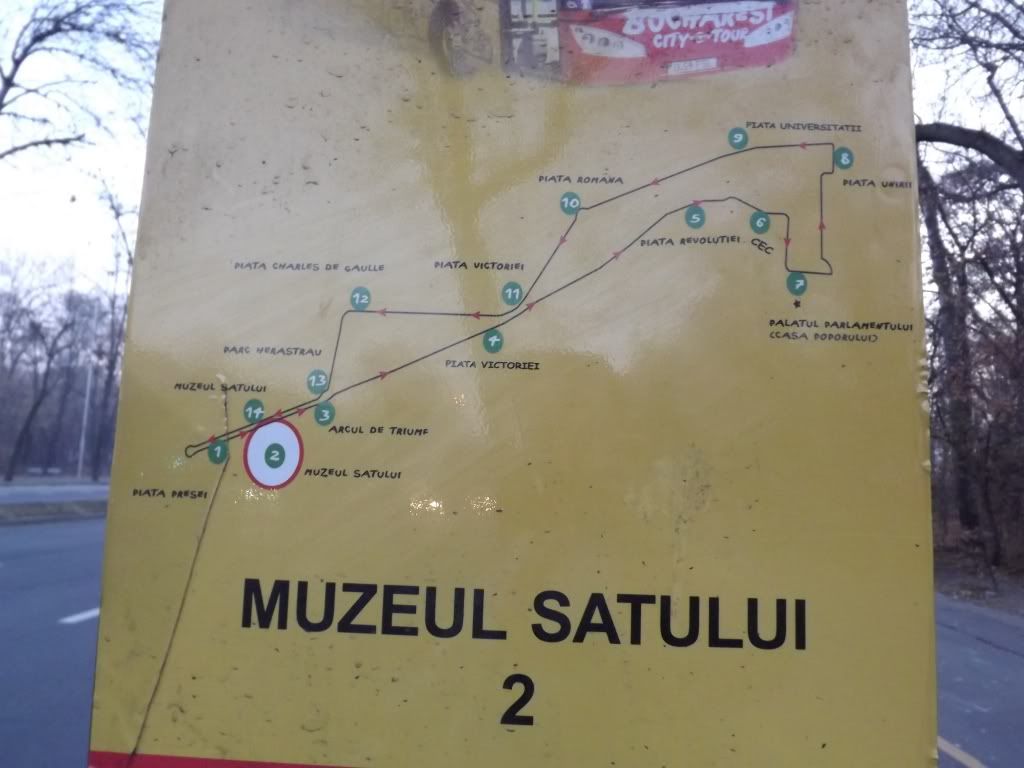 BUCHAREST
CITY TOUR
9
PIATA UNIVERSITATII
8
PIATA UNIRII
PIATA ROMANA
10
5
PIATA REVOLUTIEI
6
CEC
7
*
PALATUL PARLAMENTULUI
(CASA POPORULUI)
PIATA CHARLES DE GAULLE
12
PIATA VICTORIEI
11
4
PIATA VICTORIEI
PARC HERASTRAU
13
3
ARCUL DE TRIUMF
MUZEUL SATULUI
14
1
PIATA PRESEI
2
MUZEUL SATULUI
MUZEUL SATULUI
2